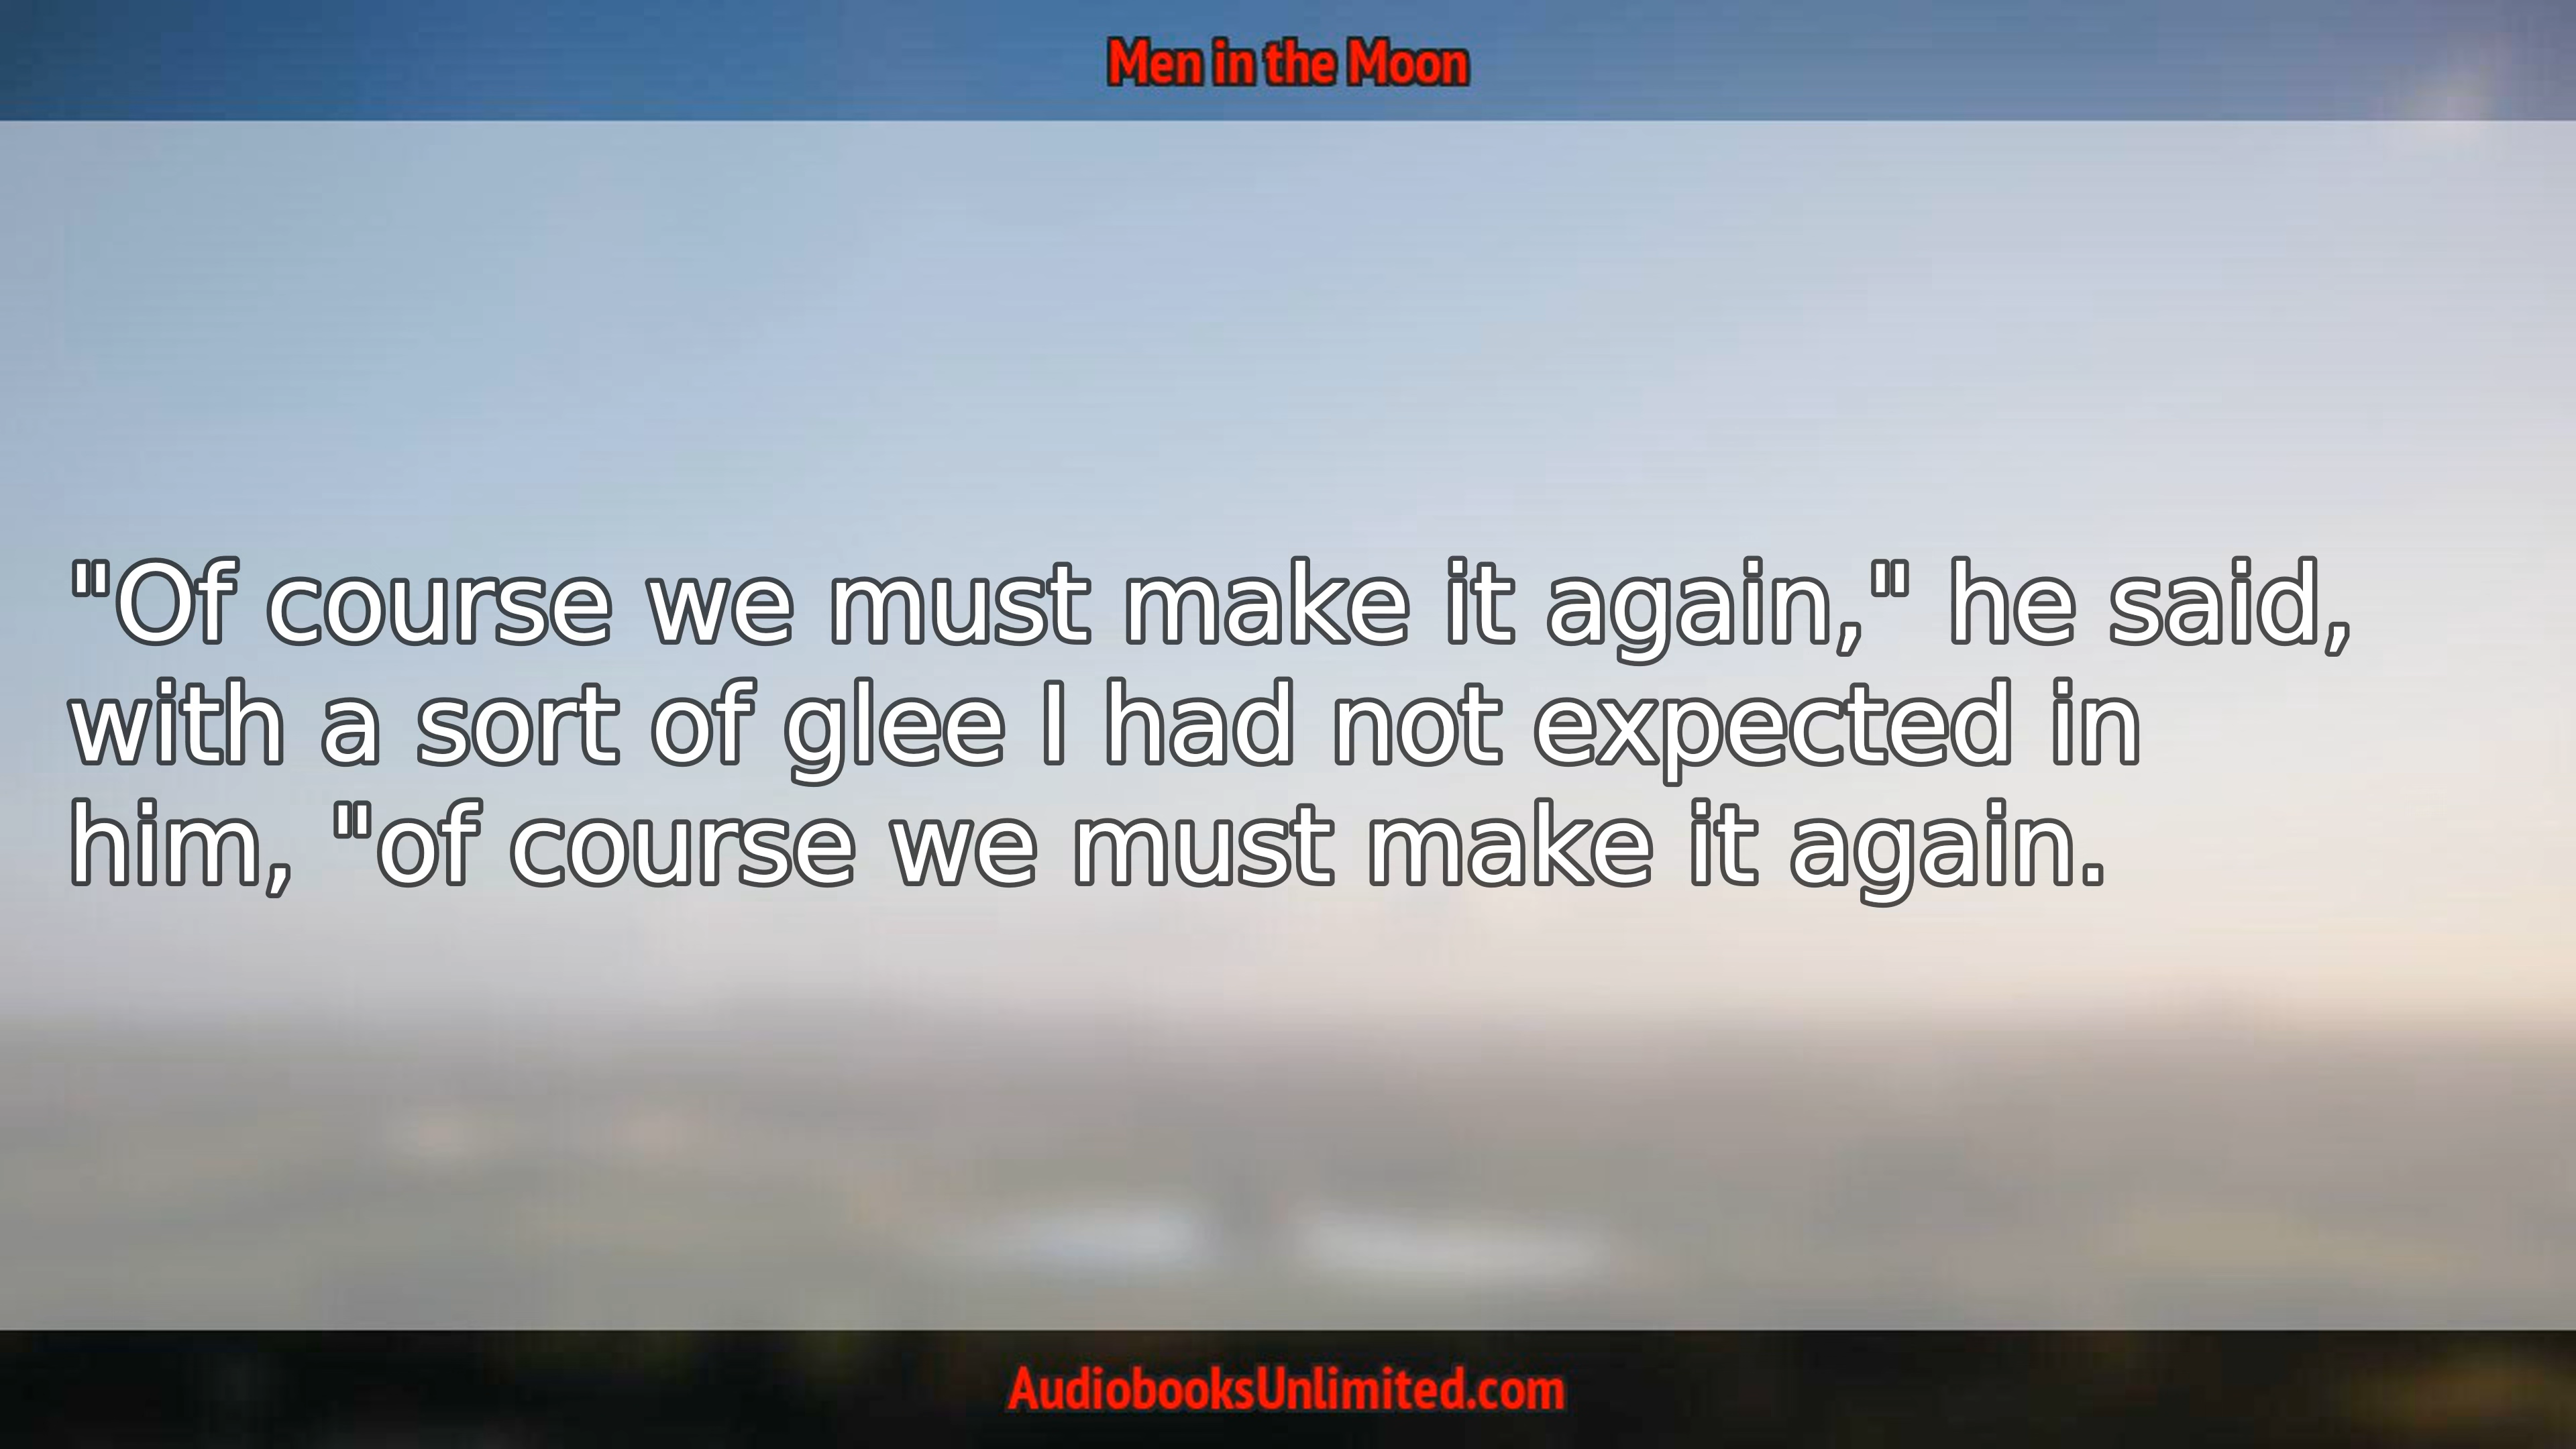 Men in the Moon
"Of course we must make it again," he said,
with a sort of glee I had not expected in
him, "of course we must make it again.
AudiobooksUnlimited.com